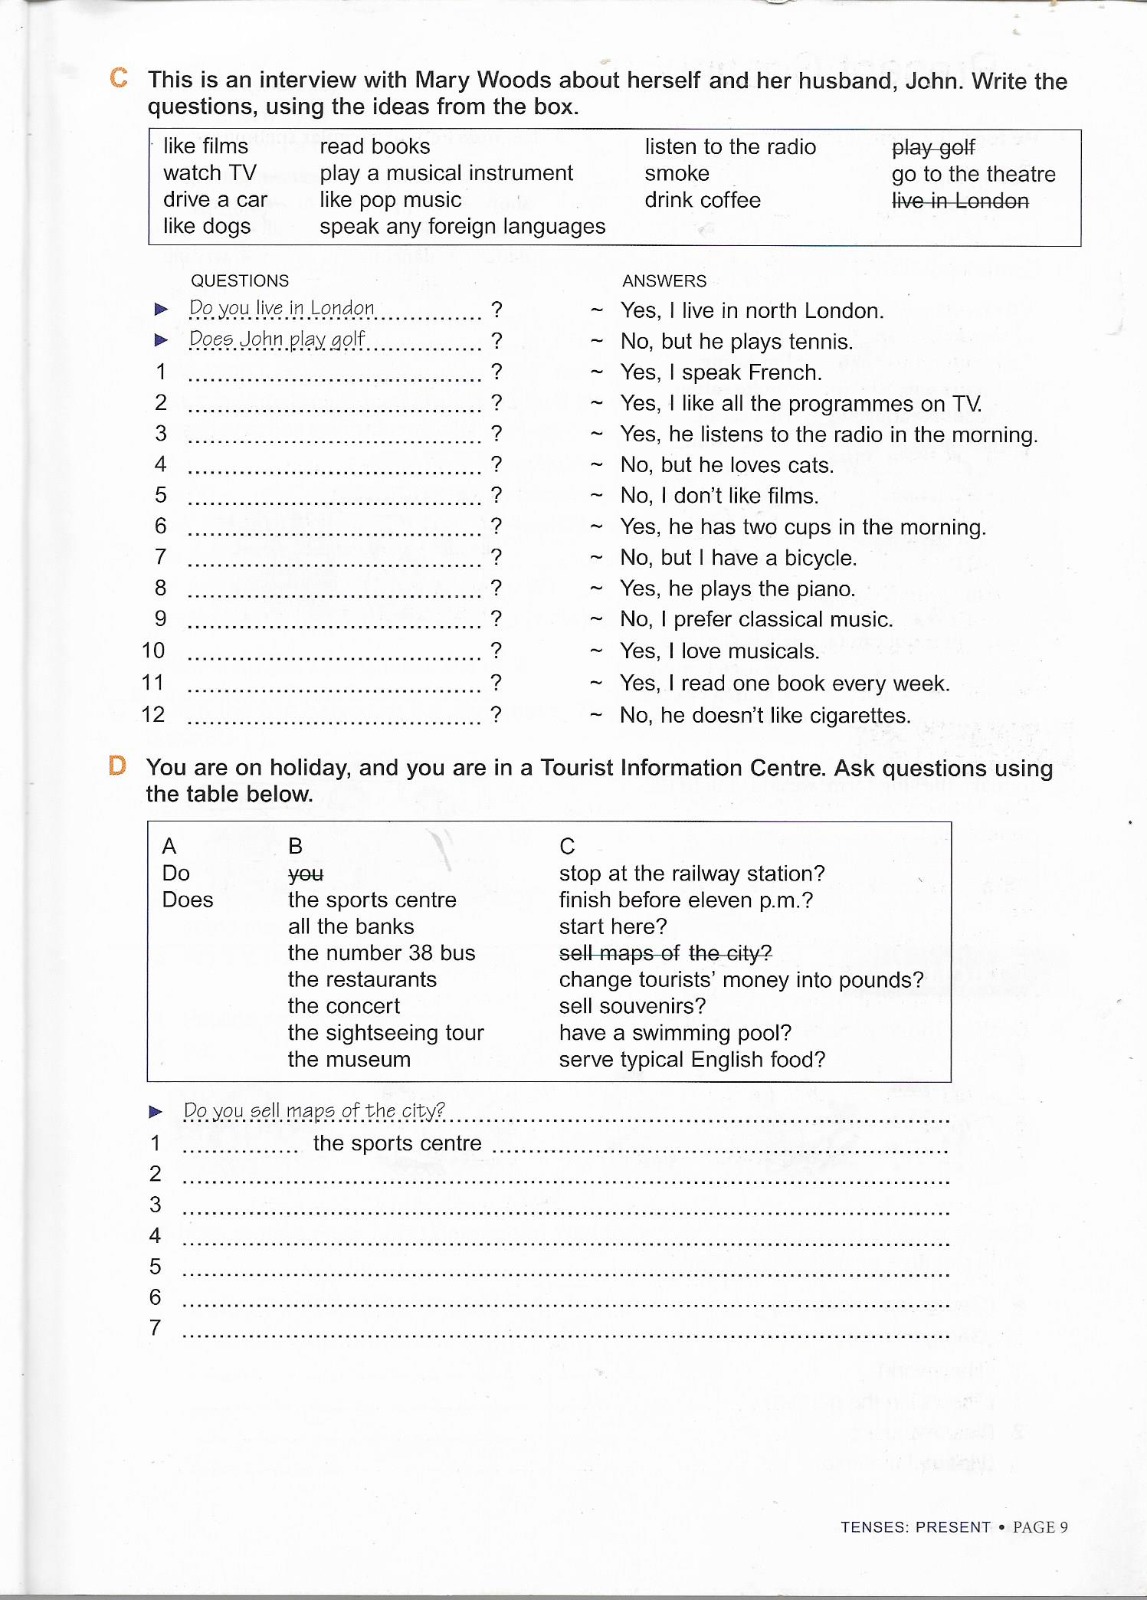 C This is an interview with Mary Woods about herself and her husband, John. Write the
questions, using the ideas from the box.
like films read books listen to the radio play golf
watch TV play a musical instrument smoke go to the theatre
drive a car like pop music drink coffee live in London
like dogs speak any foreign languages
QUESTIONS ANSWERS
► Do you live in London ? ~ Yes, I live in north London.
► Does John play golf ? ~ No, but he plays tennis.
1 ? ~ Yes, I speak French.
2 ? ~ Yes, I like all the programmes on TV.
3 ? ~ Yes, he listens to the radio in the morning.
4 ? ~ No, but he loves cats.
5 ? ~ No, I don't like films.
6 ? ~ Yes, he has two cups in the morning.
7 ? ~ No, but I have a bicycle.
8 ? ~ Yes, he plays the piano.
9 ? ~ No, I prefer classical music.
10 ? ~ Yes, I love musicals.
11 ? ~ Yes, I read one book every week.
12 ? ~ No, he doesn't like cigarettes.
D You are on holiday, and you are in a Tourist Information Centre. Ask questions using
the table below.
A B C
Do you stop at the railway station?
Does the sports centre finish before eleven p.m.?
all the banks start here?
the number 38 bus sell maps of the city?
the restaurants change tourists' money into pounds?
the concert sell souvenirs?
the sightseeing tour have a swimming pool?
the museum serve typical English food?
► Do you sell maps of the city?
1 the sports centre
2
3
4
5
6
7
TENSES: PRESENT • PAGE 9